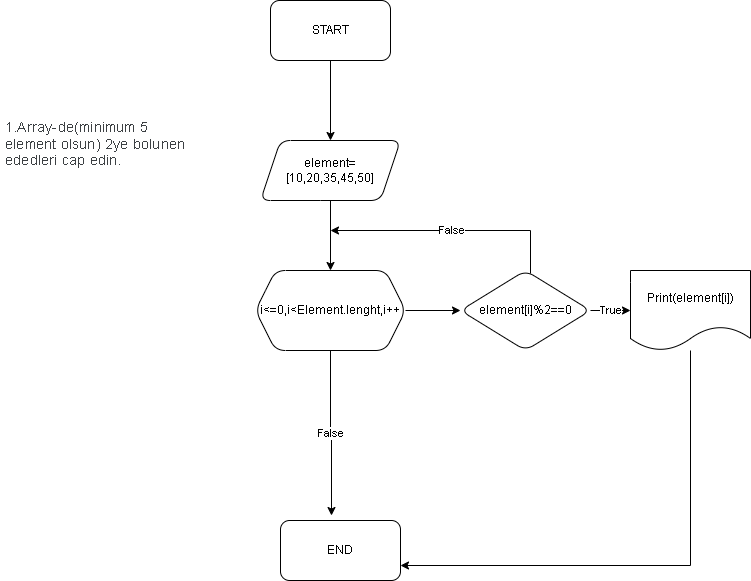 START
1.Array-de(minimum 5
element olsun) 2ye bolunen
ededleri cap edin.
element=
[10,20,35,45,50]
False
i<=0,i<Element.lenght,i++
element[i]%2==0
True
Print(element[i])
False
END